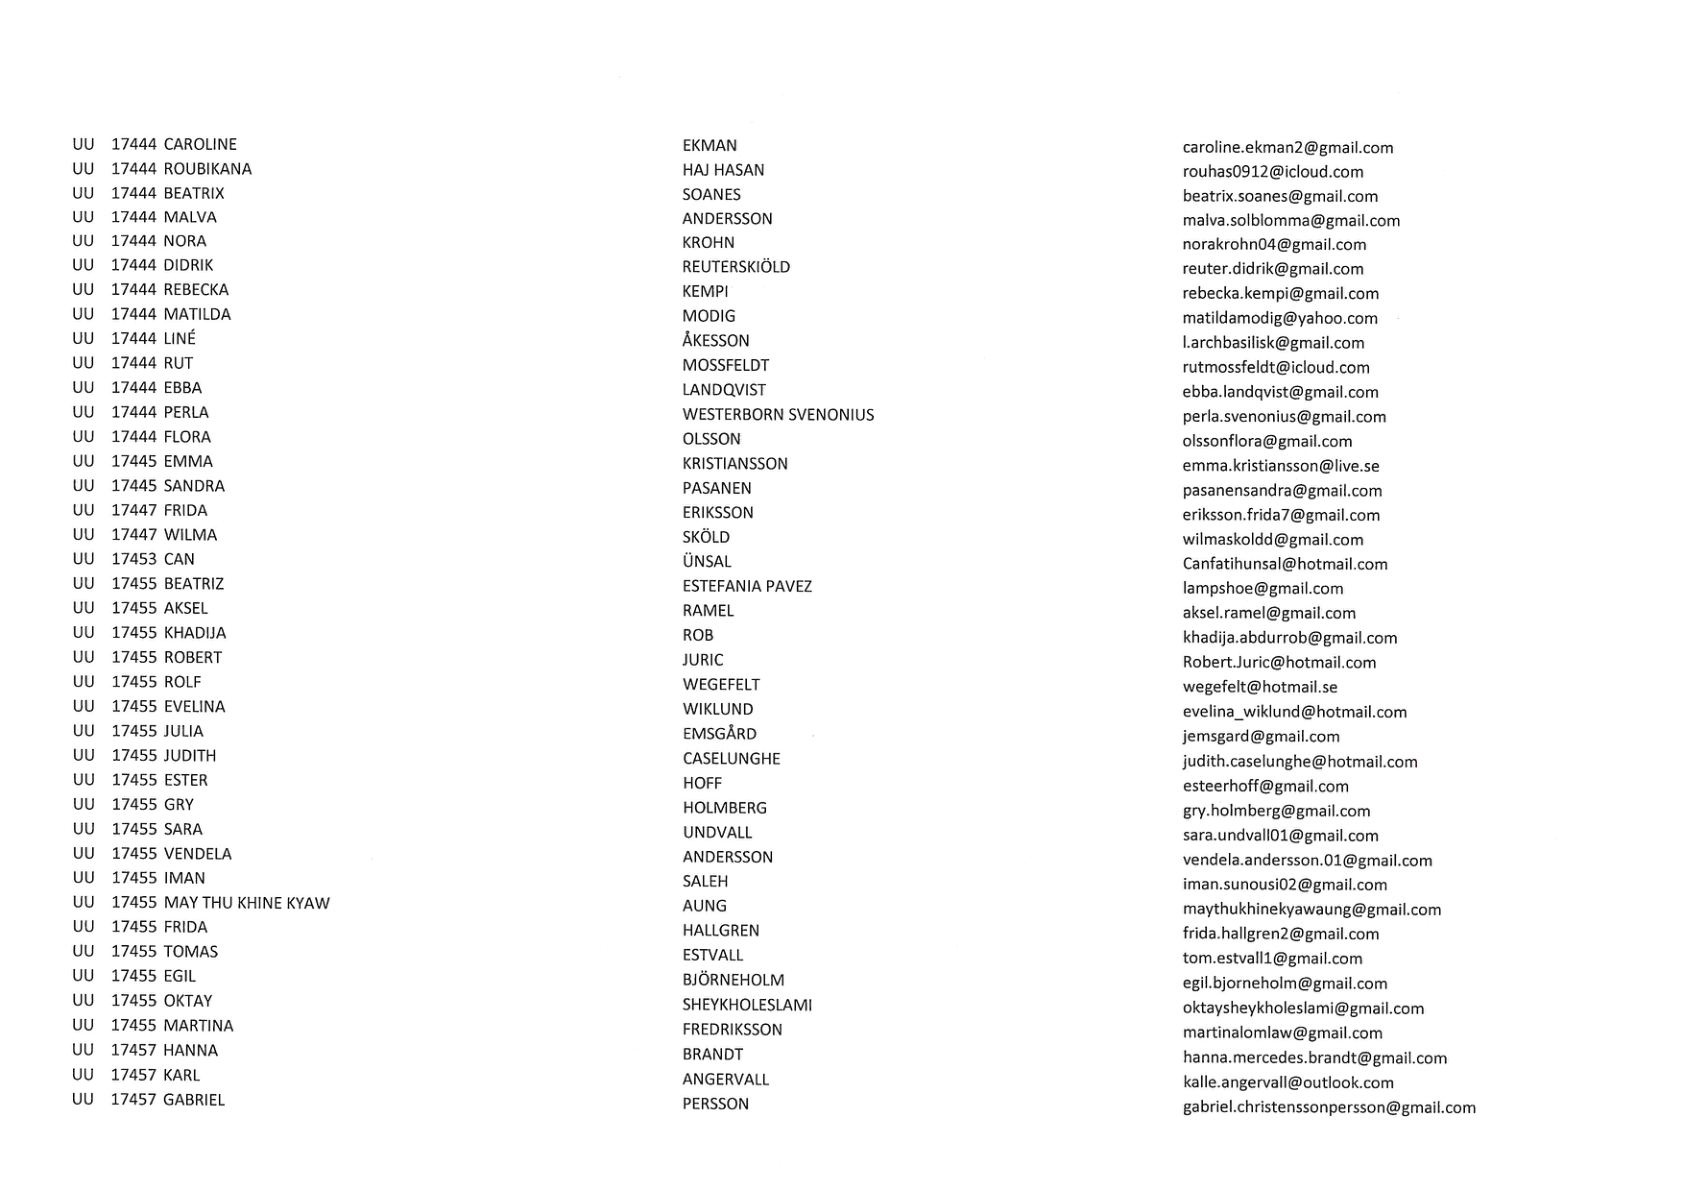 UU 17444 CAROLINE EKMAN caroline.ekman2@gmail.com
UU 17444 ROUBIKANA HAJ HASAN rouhas0912@icloud.com
UU 17444 BEATRIX SOANES beatrix.soanes@gmail.com
UU 17444 MALVA ANDERSSON malva.solblomma@gmail.com
UU 17444 NORA KROHN norakrohn04@gmail.com
UU 17444 DIDRIK REUTERSKIÖLD reuter.didrik@gmail.com
UU 17444 REBECKA KEMPI rebecka.kempi@gmail.com
UU 17444 MATILDA MODIG matildamodig@yahoo.com
UU 17444 LINÉ ÅKESSON l.archbasilisk@gmail.com
UU 17444 RUT MOSSFELDT rutmossfeldt@icloud.com
UU 17444 EBBA LANDQVIST ebba.landqvist@gmail.com
UU 17444 PERLA WESTERBORN SVENONIUS perla.svenonius@gmail.com
UU 17444 FLORA OLSSON olssonflora@gmail.com
UU 17445 EMMA KRISTIANSSON emma.kristiansson@live.se
UU 17445 SANDRA PASANEN pasanensandra@gmail.com
UU 17447 FRIDA ERIKSSON eriksson.frida7@gmail.com
UU 17447 WILMA SKÖLD wilmaskoldd@gmail.com
UU 17453 CAN ÜNSAL Canfatihunsal@hotmail.com
UU 17455 BEATRIZ ESTEFANIA PAVEZ lampshoe@gmail.com
UU 17455 AKSEL RAMEL aksel.ramel@gmail.com
UU 17455 KHADIJA ROB khadija.abdurrob@gmail.com
UU 17455 ROBERT JURIC Robert.Juric@hotmail.com
UU 17455 ROLF WEGEFELT wegefelt@hotmail.se
UU 17455 EVELINA WIKLUND evelina_wiklund@hotmail.com
UU 17455 JULIA EMSGÅRD jemsgard@gmail.com
UU 17455 JUDITH CASELUNGHE judith.caselunghe@hotmail.com
UU 17455 ESTER HOFF esteerhoff@gmail.com
UU 17455 GRY HOLMBERG gry.holmberg@gmail.com
UU 17455 SARA UNDVALL sara.undvall01@gmail.com
UU 17455 VENDELA ANDERSSON vendela.andersson.01@gmail.com
UU 17455 IMAN SALEH iman.sunousi02@gmail.com
UU 17455 MAY THU KHINE KYAW AUNG maythukhinekyawaung@gmail.com
UU 17455 FRIDA HALLGREN frida.hallgren2@gmail.com
UU 17455 TOMAS ESTVALL tom.estvall1@gmail.com
UU 17455 EGIL BJÖRNEHOLM egil.bjorneholm@gmail.com
UU 17455 OKTAY SHEYKHOLESLAMI oktaysheykholeslami@gmail.com
UU 17455 MARTINA FREDRIKSSON martinalomlaw@gmail.com
UU 17457 HANNA BRANDT hanna.mercedes.brandt@gmail.com
UU 17457 KARL ANGERVALL kalle.angervall@outlook.com
UU 17457 GABRIEL PERSSON gabriel.christenssonpersson@gmail.com